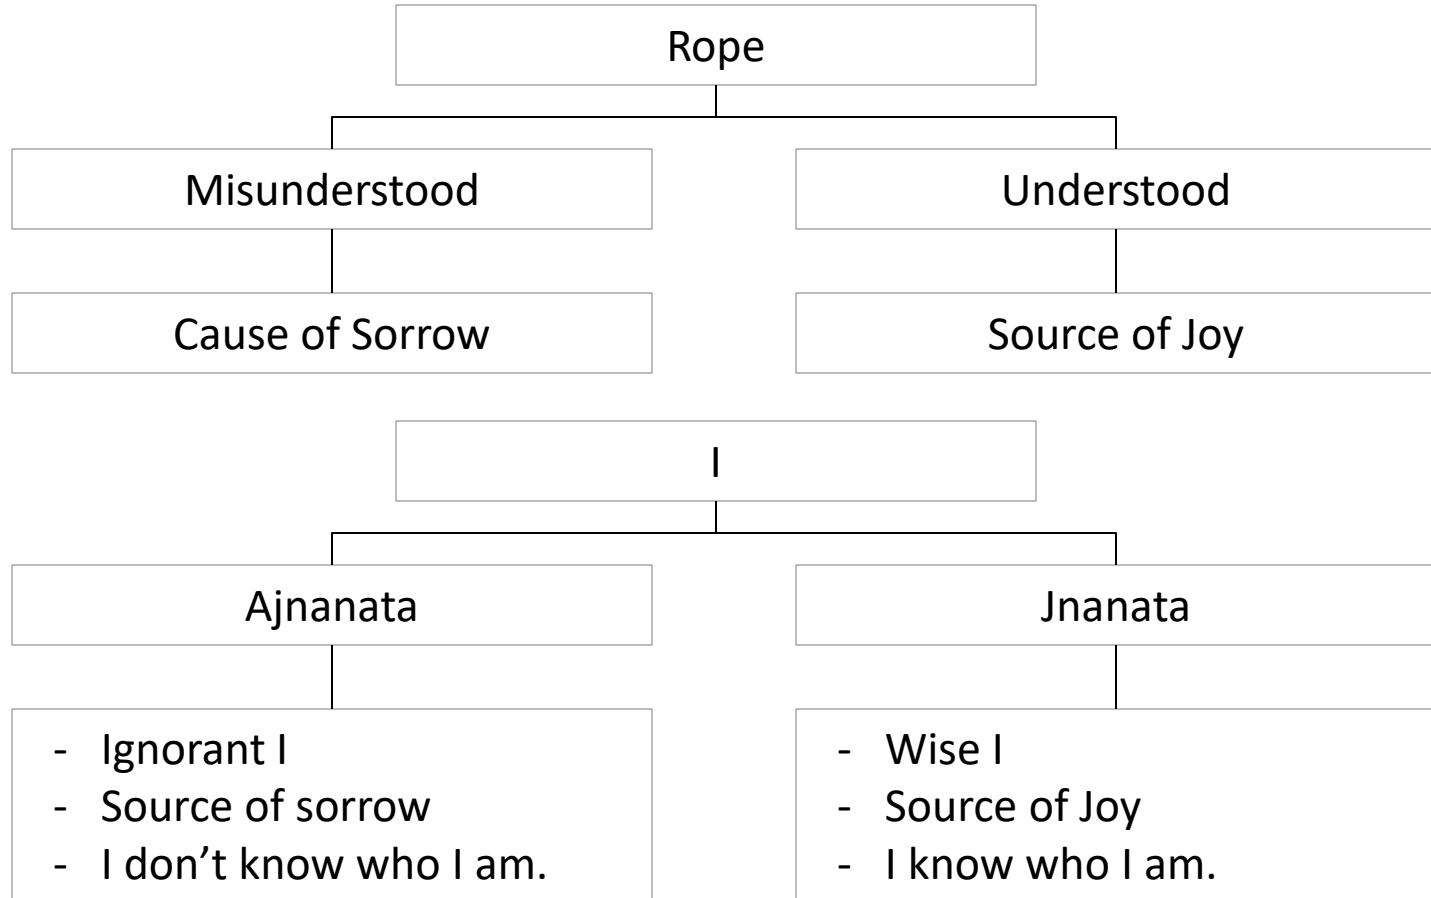 Rope
Misunderstood
Understood
Cause of Sorrow
Source of Joy
I
Ajnanata
Jnanata
- Ignorant I
- Source of sorrow
- I don’t know who I am.
- Wise I
- Source of Joy
- I know who I am.